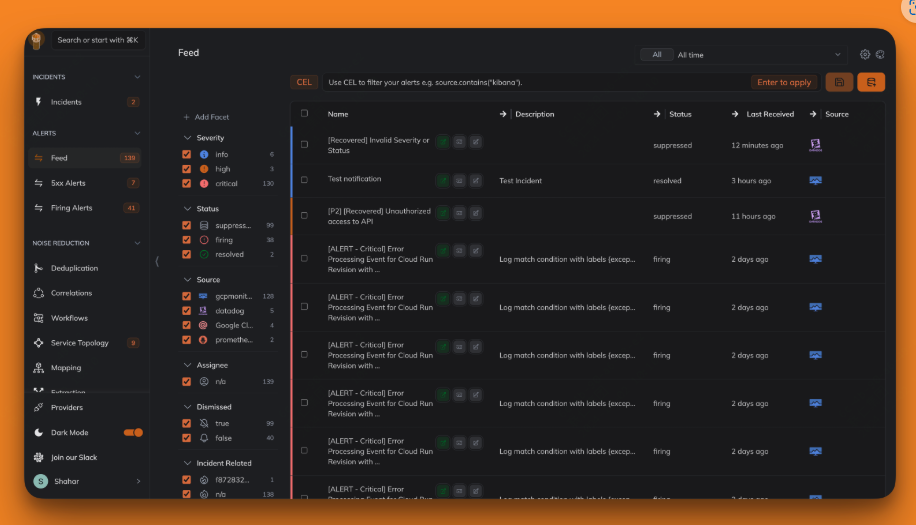 Search or start with ⌘K
INCIDENTS
Incidents 2
ALERTS
Feed 139
5xx Alerts 7
Firing Alerts 41
NOISE REDUCTION
Deduplication
Correlations
Workflows
Service Topology 9
Mapping
Extraction
Providers
Dark Mode
Join our Slack
S Shahar
Feed
All All time
CEL Use CEL to filter your alerts e.g. source.contains("kibana"). Enter to apply
+ Add Facet
Severity
info 6
high 3
critical 130
Status
suppress... 99
firing 38
resolved 2
Source
gcpmonit... 128
datadog 5
Google Cl... 4
promethe... 2
Assignee
n/a 139
Dismissed
true 99
false 40
Incident Related
f872832... 1
n/a 138
Name Description Status Last Received Source
[Recovered] Invalid Severity or
Status
suppressed 12 minutes ago
Test notification Test Incident resolved 3 hours ago
[P2] [Recovered] Unauthorized
access to API
suppressed 11 hours ago
[ALERT - Critical] Error
Processing Event for Cloud Run
Revision with ...
Log match condition with labels {excep... firing 2 days ago
[ALERT - Critical] Error
Processing Event for Cloud Run
Revision with ...
Log match condition with labels {excep... firing 2 days ago
[ALERT - Critical] Error
Processing Event for Cloud Run
Revision with ...
Log match condition with labels {excep... firing 2 days ago
[ALERT - Critical] Error
Processing Event for Cloud Run
Revision with ...
Log match condition with labels {excep... firing 2 days ago
[ALERT - Critical] Error
Processing Event for Cloud Run
Revision with ...
Log match condition with labels {excep... firing 2 days ago
[ALERT - Critical] Error
Processing Event for Cloud Run
Log match condition with labels {excep... firing 2 days ago